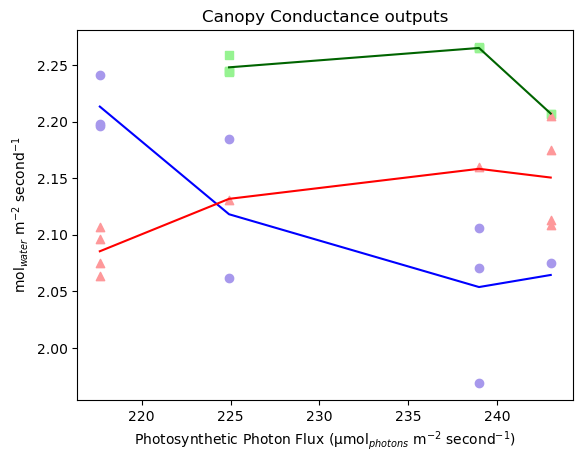 Canopy Conductance outputs
mol_water m⁻² second⁻¹
2.25
2.20
2.15
2.10
2.05
2.00
220 225 230 235 240
Photosynthetic Photon Flux (μmol_photons m⁻² second⁻¹)